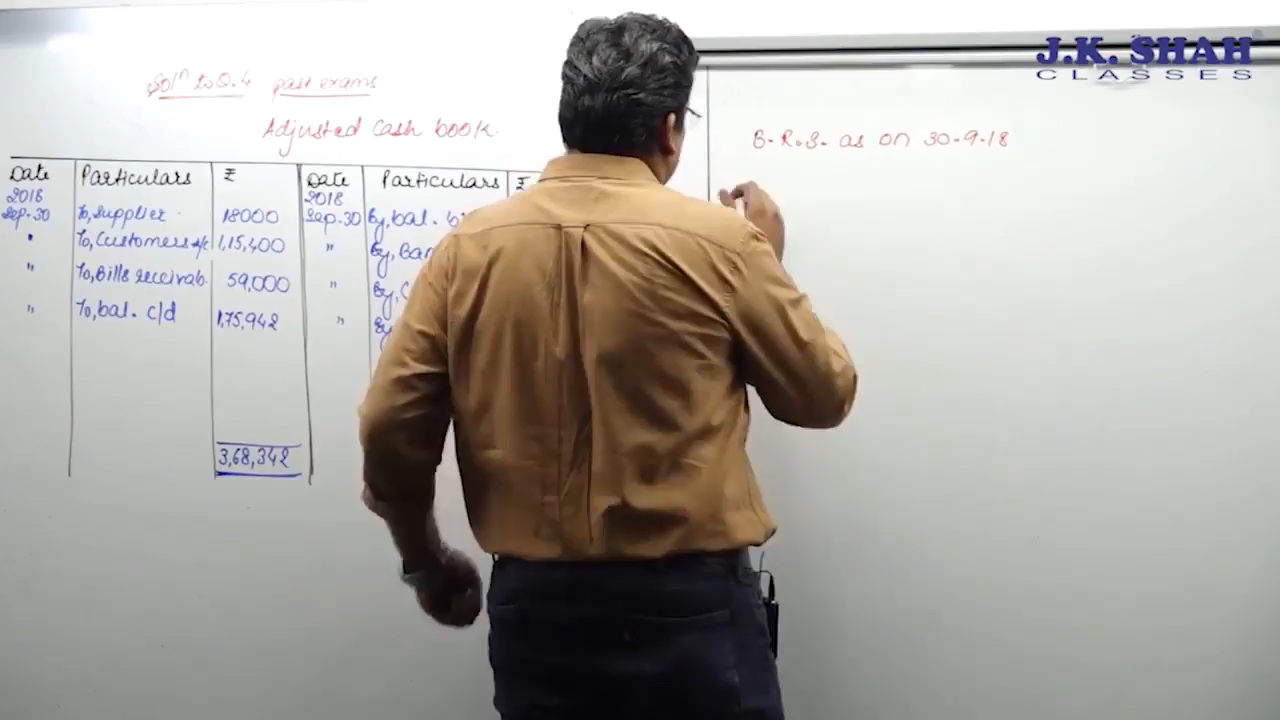 J.K. SHAH
CLASSES
Solⁿ to Q.4 past exams
Adjusted Cash book.
B.R.S. as on 30-9-18
Date Particulars ₹ Date Particulars ₹
2018 2018
Sep.30 To, Supplier. 18000 Sep.30 By, bal.
" To, Customers a/c 1,15,400 " By,
" To, Bills receivab. 59,000 " By,
" To, bal. c/d 1,75,942 " By
3,68,342